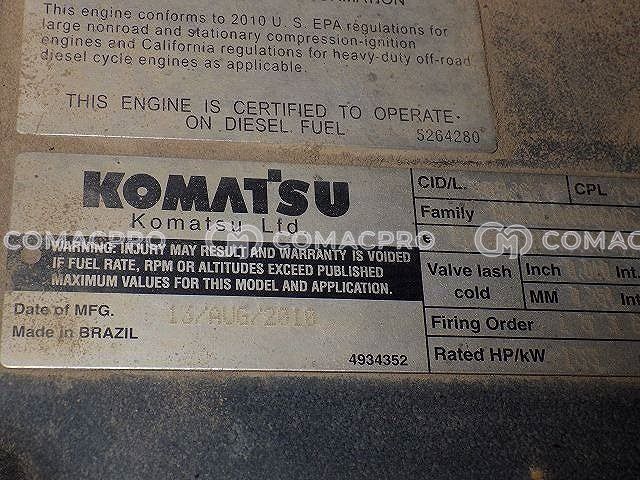 conforms to 2010 U.S. EPA regulations for
large nonroad and stationary compression-ignition
engines and California regulations for heavy-duty off-road
diesel cycle engines as applicable.
THIS ENGINE IS CERTIFIED TO OPERATE
ON DIESEL FUEL
5264280
KOMATSU
Komatsu Ltd
CID/L.
CPL
Family
COMACPRO
COMACPRO
WARNING: INJURY MAY RESULT AND WARRANTY IS VOIDED
IF FUEL RATE, RPM OR ALTITUDES EXCEED PUBLISHED
MAXIMUM VALUES FOR THIS MODEL AND APPLICATION.
Valve lash
cold
Inch
Int.
MM
Int.
Date of MFG.
13/AUG/2010
Made in BRAZIL
4934352
Firing Order
Rated HP/kW